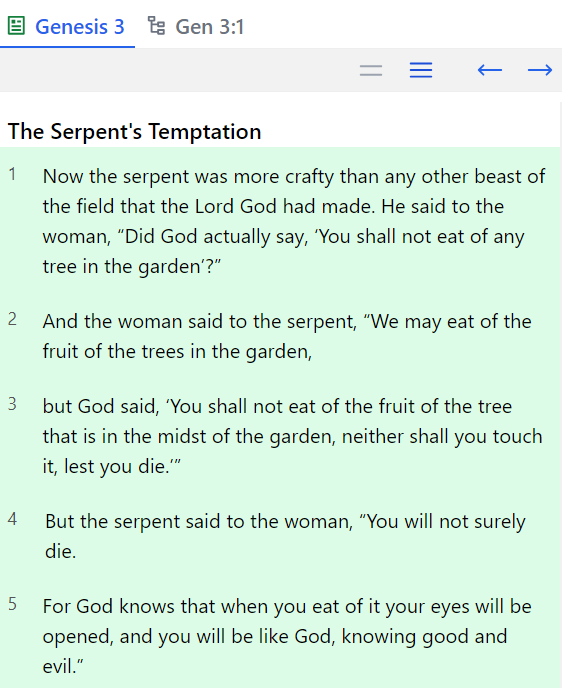 Genesis 3 Gen 3:1
The Serpent's Temptation
1 Now the serpent was more crafty than any other beast of
the field that the Lord God had made. He said to the
woman, “Did God actually say, ‘You shall not eat of any
tree in the garden’?”
2 And the woman said to the serpent, “We may eat of the
fruit of the trees in the garden,
3 but God said, ‘You shall not eat of the fruit of the tree
that is in the midst of the garden, neither shall you touch
it, lest you die.’”
4 But the serpent said to the woman, “You will not surely
die.
5 For God knows that when you eat of it your eyes will be
opened, and you will be like God, knowing good and
evil.”